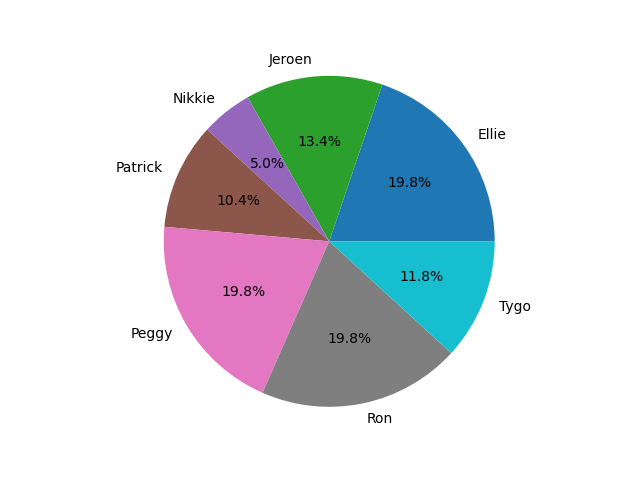 Jeroen
Nikkie
Ellie
13.4%
5.0%
Patrick
19.8%
10.4%
11.8%
19.8%
Tygo
Peggy
19.8%
Ron